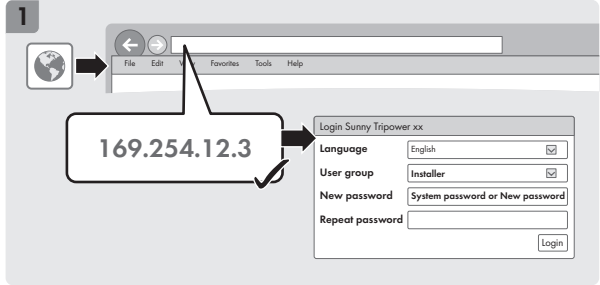 1
File Edit Favorites Tools Help
169.254.12.3
Login Sunny Tripower xx
Language English
User group Installer
New password System password or New password
Repeat password
Login